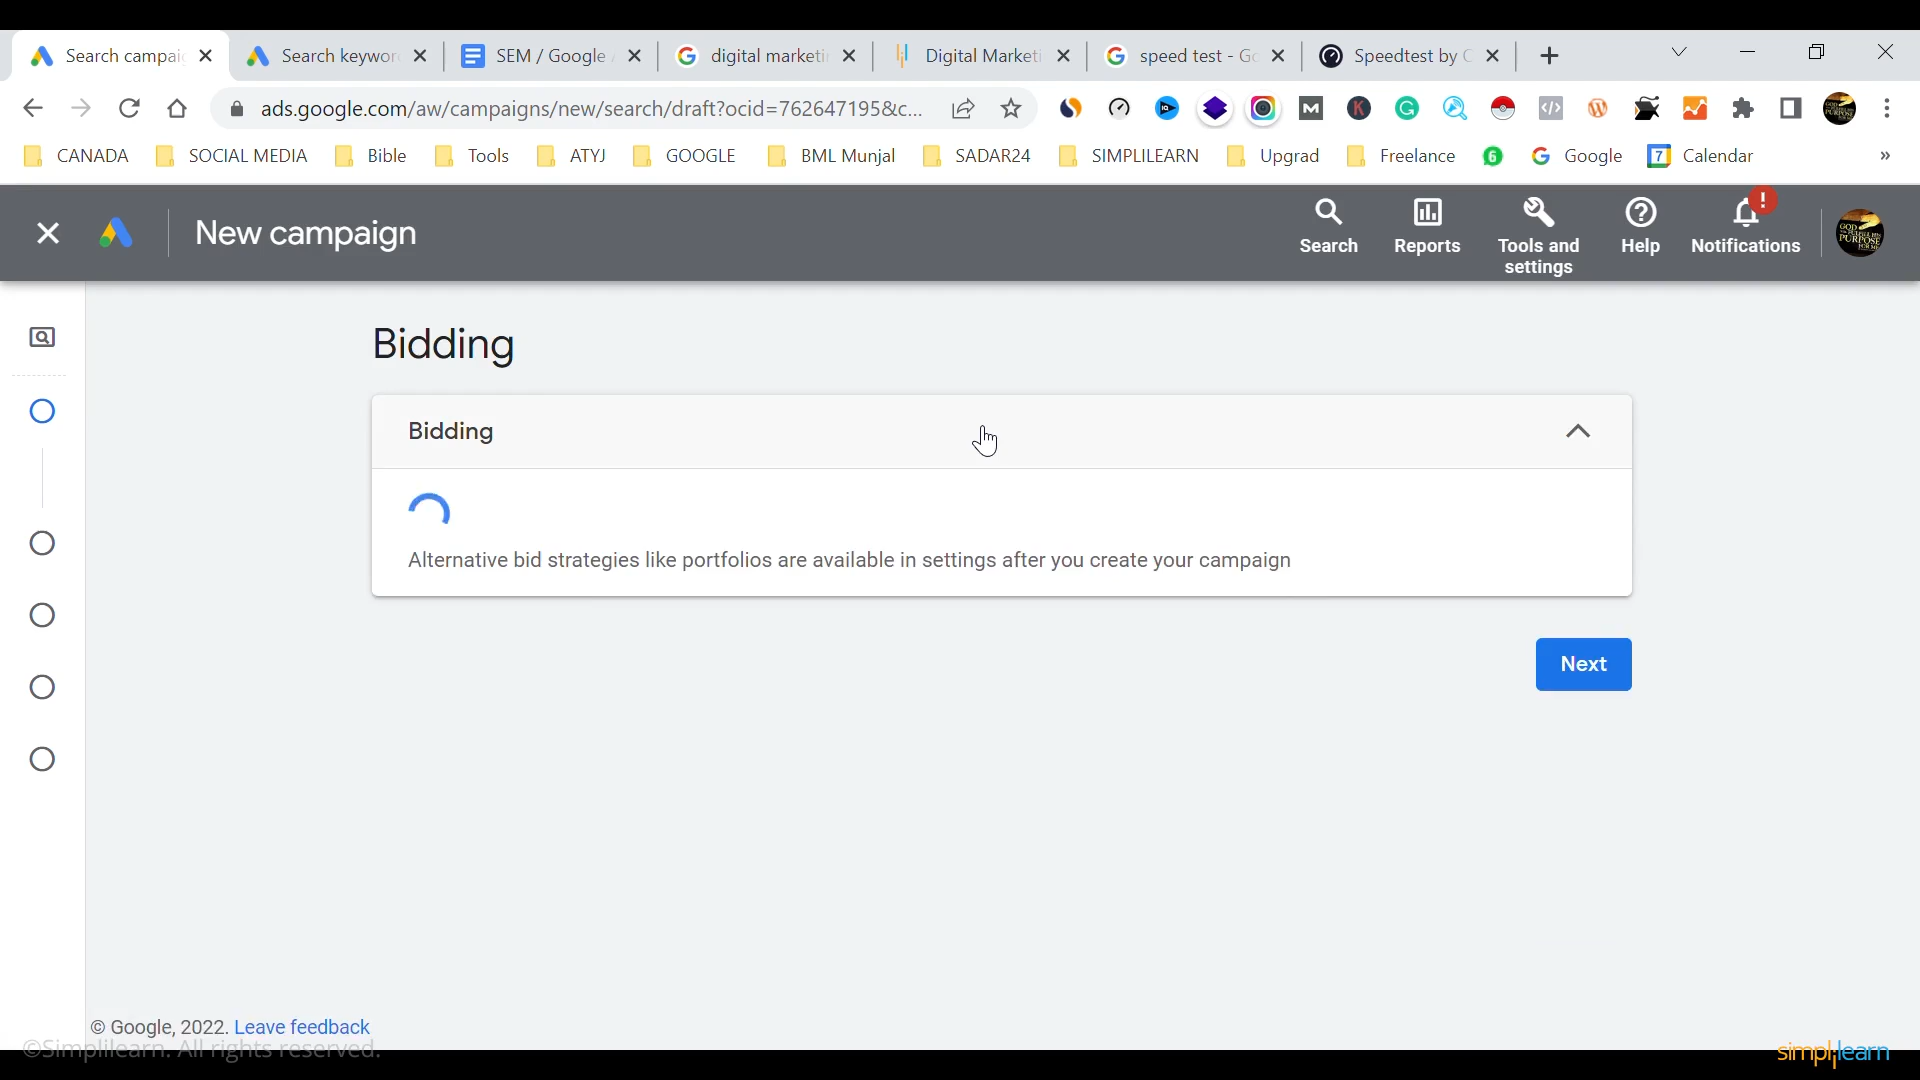 Search campaig
Search keywor
SEM / Google
digital marketi
Digital Marketi
speed test - Go
Speedtest by
ads.google.com/aw/campaigns/new/search/draft?ocid=762647195&c...
CANADA
SOCIAL MEDIA
Bible
Tools
ATYJ
GOOGLE
BML Munjal
SADAR24
SIMPLILEARN
Upgrad
Freelance
Google
7
Calendar
»
New campaign
Search
Reports
Tools and
settings
Help
!
Notifications
Bidding
Bidding
Alternative bid strategies like portfolios are available in settings after you create your campaign
Next
© Google, 2022. Leave feedback
©Simplilearn. All rights reserved.
simplilearn